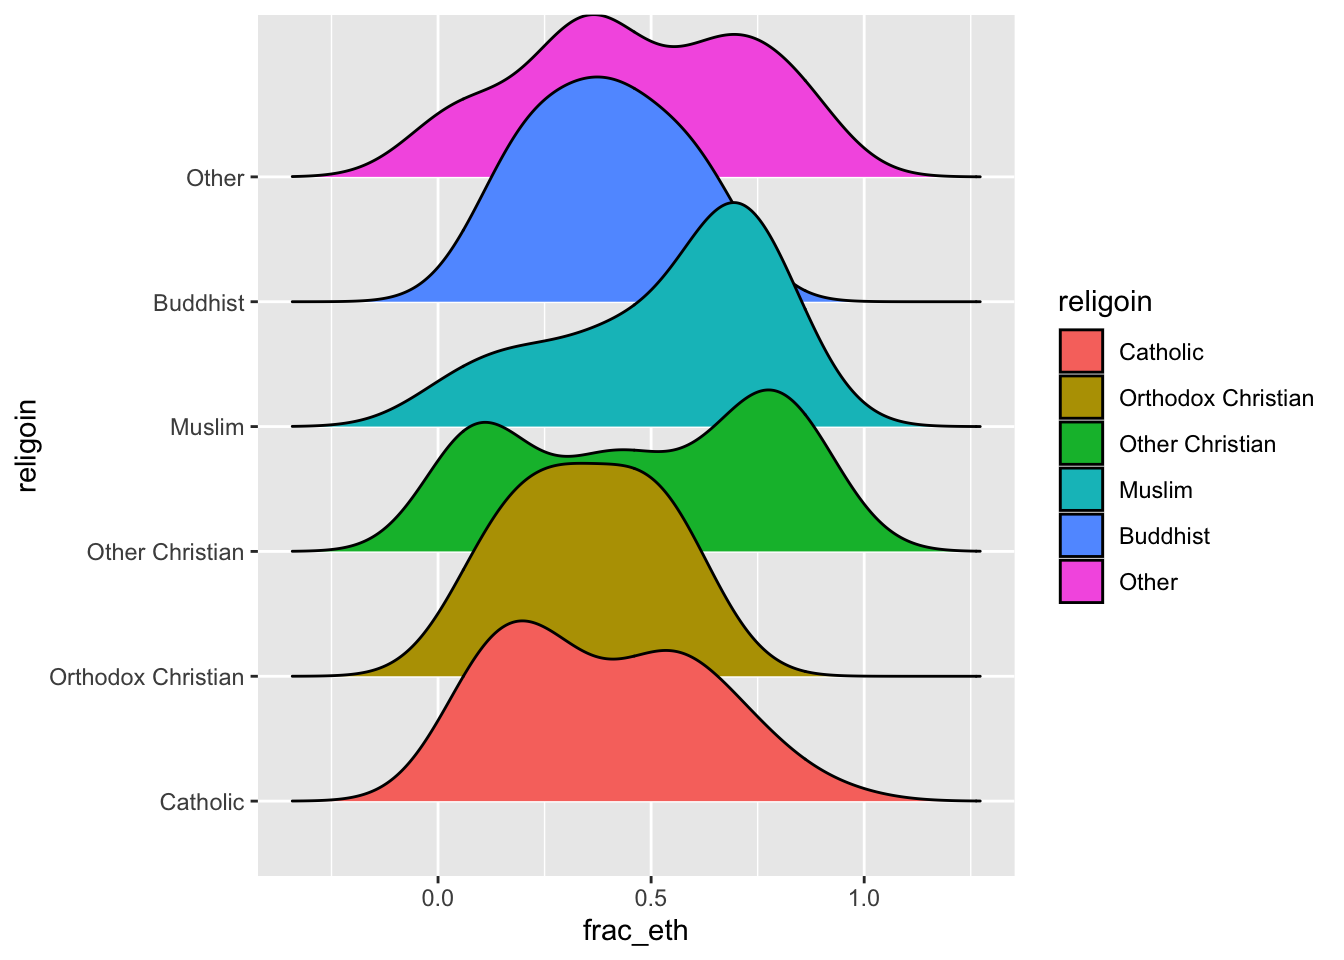 Other
Buddhist
Muslim
Other Christian
Orthodox Christian
Catholic
religoin
0.0
0.5
1.0
frac_eth
religoin
Catholic
Orthodox Christian
Other Christian
Muslim
Buddhist
Other